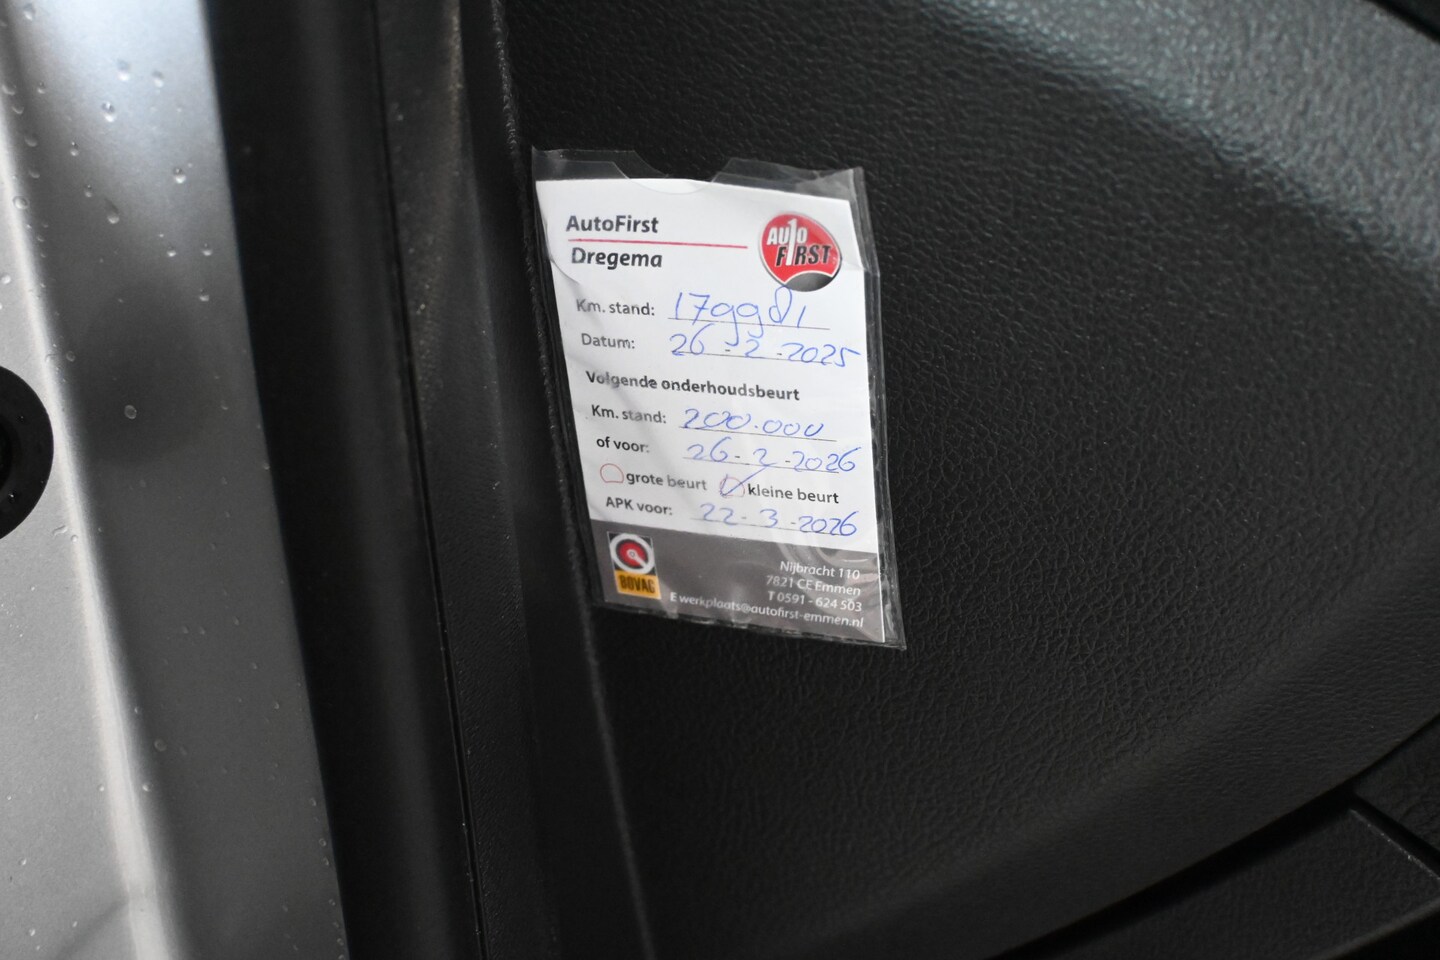 AutoFirst
Dregema
AUTO FIRST
Km. stand: 179981
Datum: 26-2-2025
Volgende onderhoudsbeurt
Km. stand: 200.000
of voor: 26-2-2026
grote beurt kleine beurt
APK voor: 22-3-2026
BOVAG
Nijbracht 110
7821 CE Emmen
T 0591 - 624 503
E werkplaats@autofirst-emmen.nl